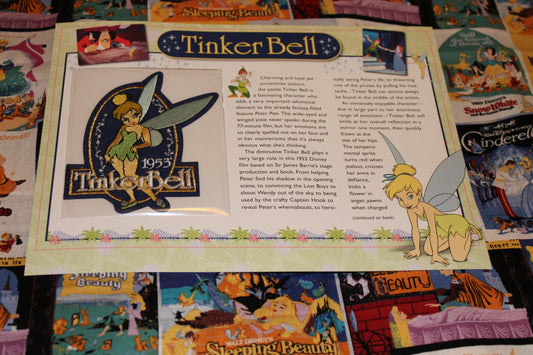 Tinker Bell
1953
Tinker Bell
Charming and loyal yet
sometimes jealous,
the petite Tinker Bell is
a fascinating character who
adds a very important whimsical
element to the already fantasy-filled
feature Peter Pan. The wide-eyed and
winged pixie never speaks during the
77-minute film, but her emotions are
so clearly spelled out on her face and
in her mannerisms that it's always
obvious what she's thinking.
The diminutive Tinker Bell plays a
very large role in this 1953 Disney
film based on Sir James Barrie's stage
production and book. From helping
Peter find his shadow in the opening
scene, to convincing the Lost Boys to
shoot Wendy out of the sky, to being
used by the crafty Captain Hook to
reveal Peter's whereabouts, to hero-
ically saving Peter's life, to thwarting
one of the pirates by pulling his mus-
tache - Tinker Bell can almost always
be found in the middle of the action.
An immensely enjoyable character -
due in large part to her enormous
range of emotions - Tinker Bell will
smile at her overall reflection in a
mirror one moment, then quickly
frown at the
size of her hips.
The tempera-
mental sprite
turns red when
jealous, crosses
her arms in
defiance,
kicks a
flower in
anger, yawns
when charged
(continued on back)
Sleeping Beauty
Snow White
Cinderella
Sleeping Beauty
BEAUTY
WALT DISNEY'S
Sleeping Beauty